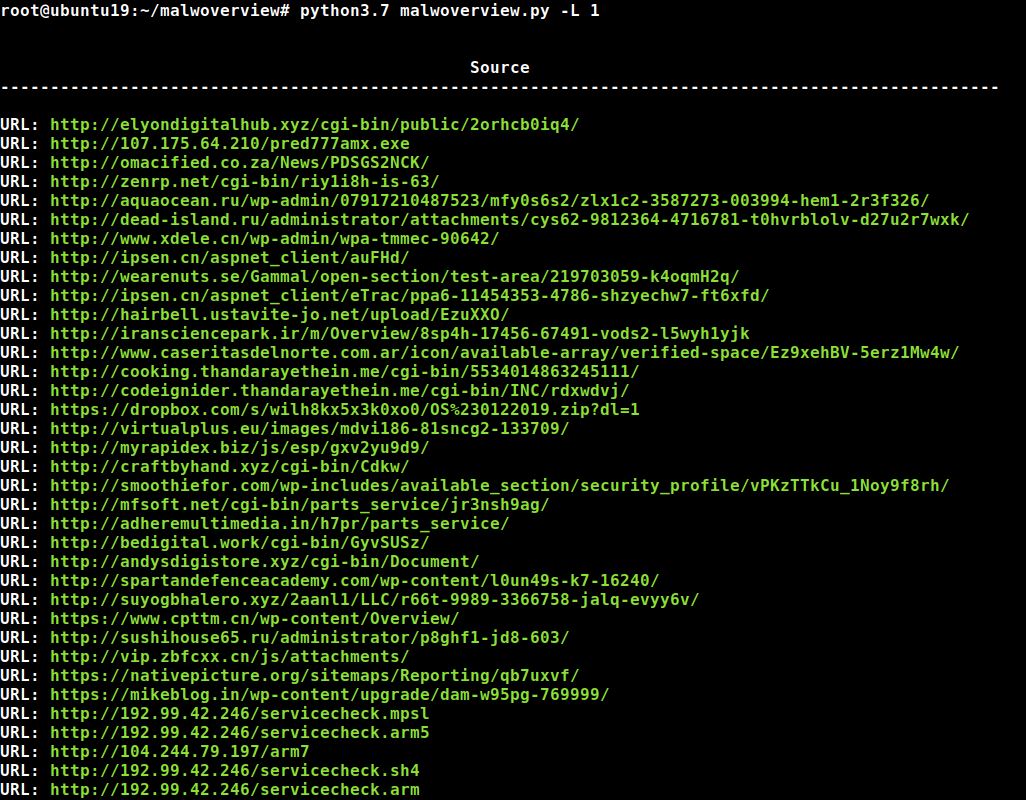 root@ubuntu19:~/malwoverview# python3.7 malwoverview.py -L 1
Source
----------------------------------------------------------------------------------------------------
URL: http://elyondigitalhub.xyz/cgi-bin/public/2orhcb0iq4/
URL: http://107.175.64.210/pred777amx.exe
URL: http://omacified.co.za/News/PDSGS2NCK/
URL: http://zenrp.net/cgi-bin/riy1i8h-is-63/
URL: http://aquaocean.ru/wp-admin/07917210487523/mfy0s6s2/zlx1c2-3587273-003994-hem1-2r3f326/
URL: http://dead-island.ru/administrator/attachments/cys62-9812364-4716781-t0hvrblolv-d27u2r7wxk/
URL: http://www.xdele.cn/wp-admin/wpa-tmmec-90642/
URL: http://ipsen.cn/aspnet_client/auFHd/
URL: http://wearenuts.se/Gammal/open-section/test-area/219703059-k4oqmH2q/
URL: http://ipsen.cn/aspnet_client/eTrac/ppa6-11454353-4786-shzyechw7-ft6xfd/
URL: http://hairbell.ustavite-jo.net/upload/EzuXXO/
URL: http://iransciencepark.ir/m/Overview/8sp4h-17456-67491-vods2-l5wyh1yjk
URL: http://www.caseritasdelnorte.com.ar/icon/available-array/verified-space/Ez9xehBV-5erz1Mw4w/
URL: http://cooking.thandarayethein.me/cgi-bin/5534014863245111/
URL: http://codeignider.thandarayethein.me/cgi-bin/INC/rdxwdvj/
URL: https://dropbox.com/s/wilh8kx5x3k0xo0/OS%230122019.zip?dl=1
URL: http://virtualplus.eu/images/mdvi186-81sncg2-133709/
URL: http://myrapidex.biz/js/esp/gxv2yu9d9/
URL: http://craftbyhand.xyz/cgi-bin/Cdkw/
URL: http://smoothiefor.com/wp-includes/available_section/security_profile/vPKzTTkCu_1Noy9f8rh/
URL: http://mfsoft.net/cgi-bin/parts_service/jr3nsh9ag/
URL: http://adheremultimedia.in/h7pr/parts_service/
URL: http://bedigital.work/cgi-bin/GyvSUSz/
URL: http://andysdigistore.xyz/cgi-bin/Document/
URL: http://spartandefenceacademy.com/wp-content/l0un49s-k7-16240/
URL: http://suyogbhalero.xyz/2aanl1/LLC/r66t-9989-3366758-jalq-evyy6v/
URL: https://www.cpttm.cn/wp-content/Overview/
URL: http://sushihouse65.ru/administrator/p8ghf1-jd8-603/
URL: http://vip.zbfcxx.cn/js/attachments/
URL: https://nativepicture.org/sitemaps/Reporting/qb7uxvf/
URL: https://mikeblog.in/wp-content/upgrade/dam-w95pg-769999/
URL: http://192.99.42.246/servicecheck.mpsl
URL: http://192.99.42.246/servicecheck.arm5
URL: http://104.244.79.197/arm7
URL: http://192.99.42.246/servicecheck.sh4
URL: http://192.99.42.246/servicecheck.arm